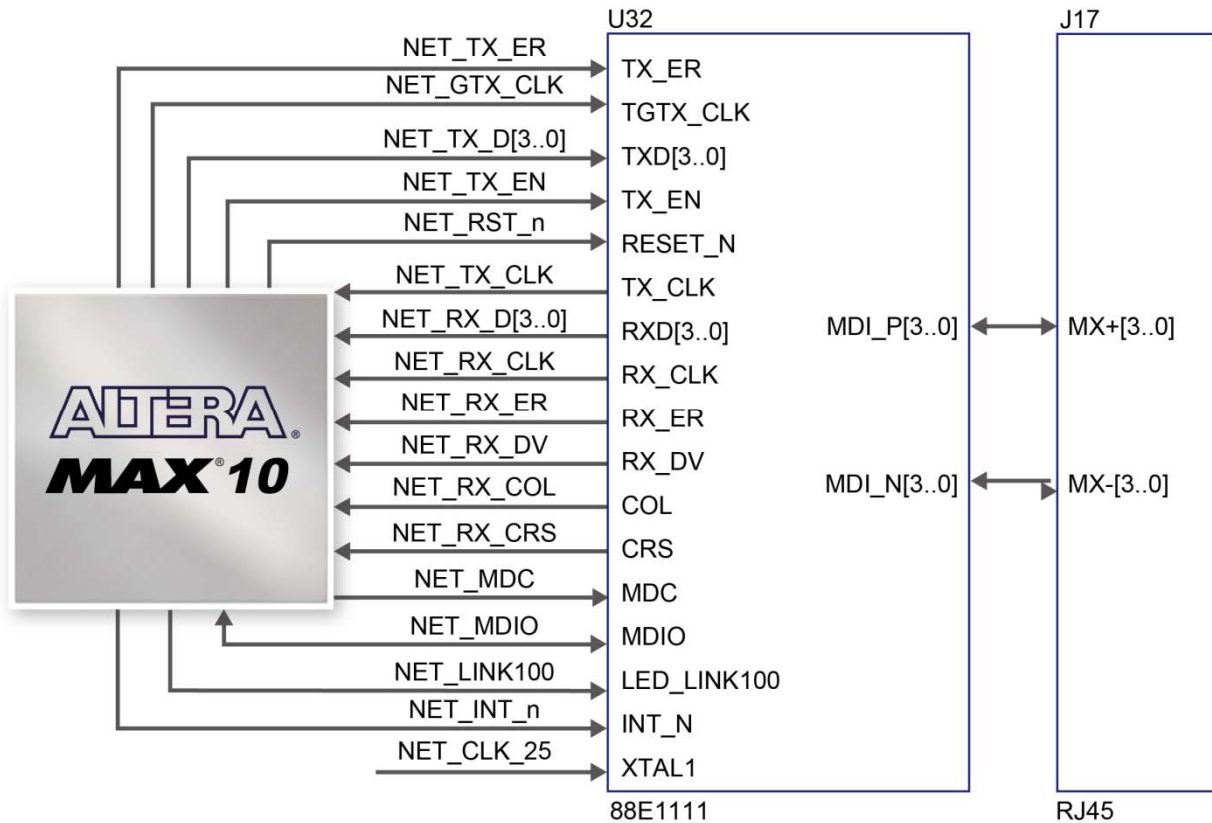 U32
J17
NET_TX_ER
TX_ER
NET_GTX_CLK
TGTX_CLK
NET_TX_D[3..0]
TXD[3..0]
NET_TX_EN
TX_EN
NET_RST_n
RESET_N
NET_TX_CLK
TX_CLK
NET_RX_D[3..0]
RXD[3..0]
MDI_P[3..0]
MX+[3..0]
NET_RX_CLK
RX_CLK
NET_RX_ER
RX_ER
NET_RX_DV
RX_DV
MDI_N[3..0]
MX-[3..0]
NET_RX_COL
COL
NET_RX_CRS
CRS
NET_MDC
MDC
NET_MDIO
MDIO
NET_LINK100
LED_LINK100
NET_INT_n
INT_N
NET_CLK_25
XTAL1
88E1111
RJ45
ALTERA®
MAX®10